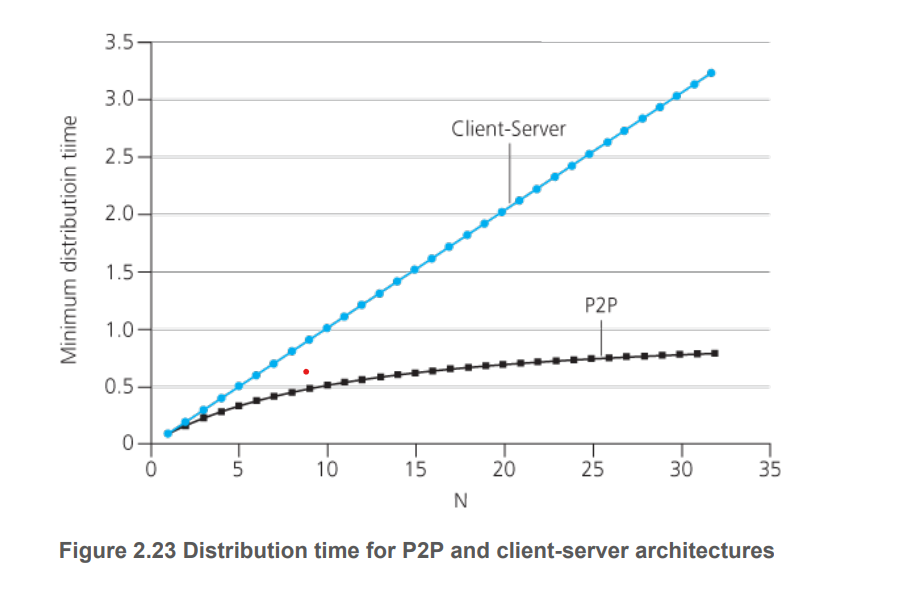 3.5
3.0
Client-Server
2.5
2.0
1.5
P2P
1.0
0.5
0
0 5 10 15 20 25 30 35
N
Minimum distributioin tiime
Figure 2.23 Distribution time for P2P and client-server architectures